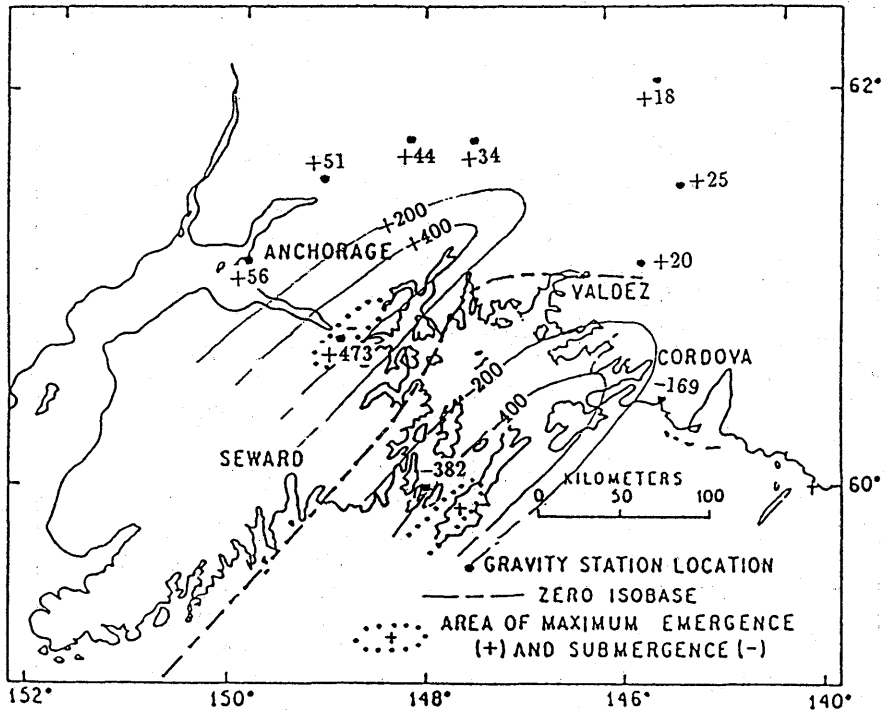 62°
+18
+51
+44
+34
+25
+200
+400
ANCHORAGE
+56
+20
VALDEZ
+473
CORDOVA
-200
-169
-400
SEWARD
-382
60°
KILOMETERS
0 50 100
GRAVITY STATION LOCATION
ZERO ISOBASE
AREA OF MAXIMUM EMERGENCE
(+) AND SUBMERGENCE (-)
152° 150° 148° 146° 140°